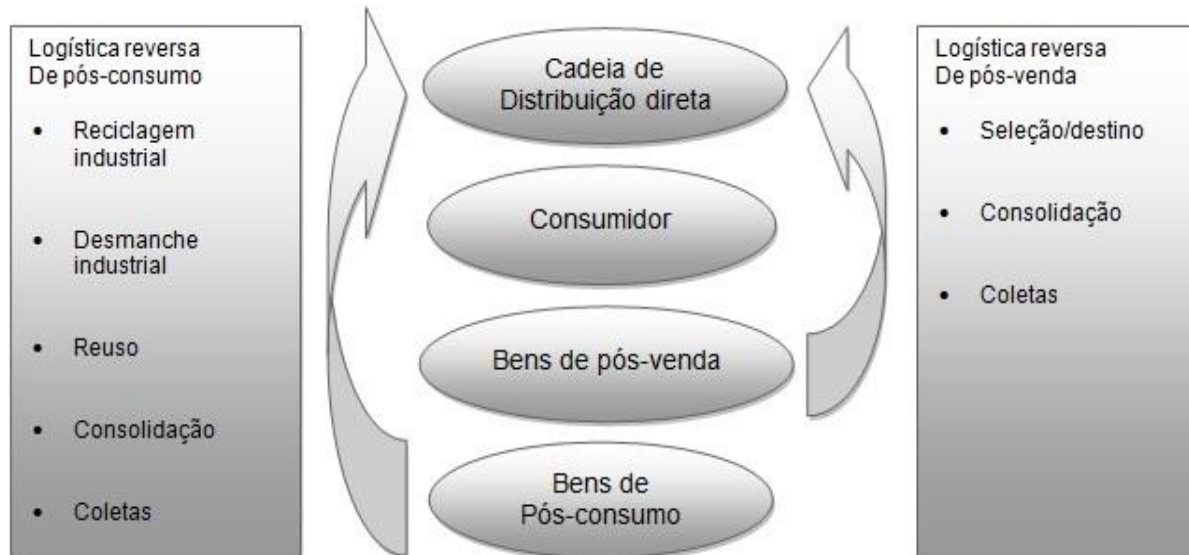 Logística reversa
De pós-consumo
• Reciclagem
industrial
• Desmanche
industrial
• Reuso
• Consolidação
• Coletas
Cadeia de
Distribuição direta
Consumidor
Bens de pós-venda
Bens de
Pós-consumo
Logística reversa
De pós-venda
• Seleção/destino
• Consolidação
• Coletas